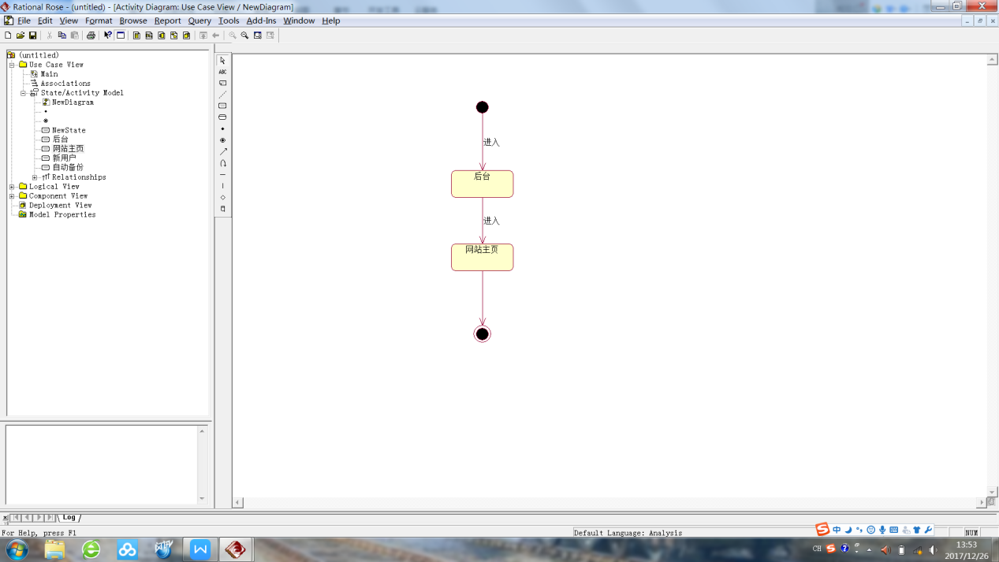 Rational Rose - (untitled) - [Activity Diagram: Use Case View / NewDiagram]
File Edit View Format Browse Report Query Tools Add-Ins Window Help
(untitled)
Use Case View
Main
Associations
State/Activity Model
NewDiagram
NewState
后台
网站主页
新用户
自动备份
Relationships
Logical View
Component View
Deployment View
Model Properties
ABC
进入
后台
进入
网站主页
Log
For Help, press F1
Default Language: Analysis
NUM
中
CH
13:53
2017/12/26